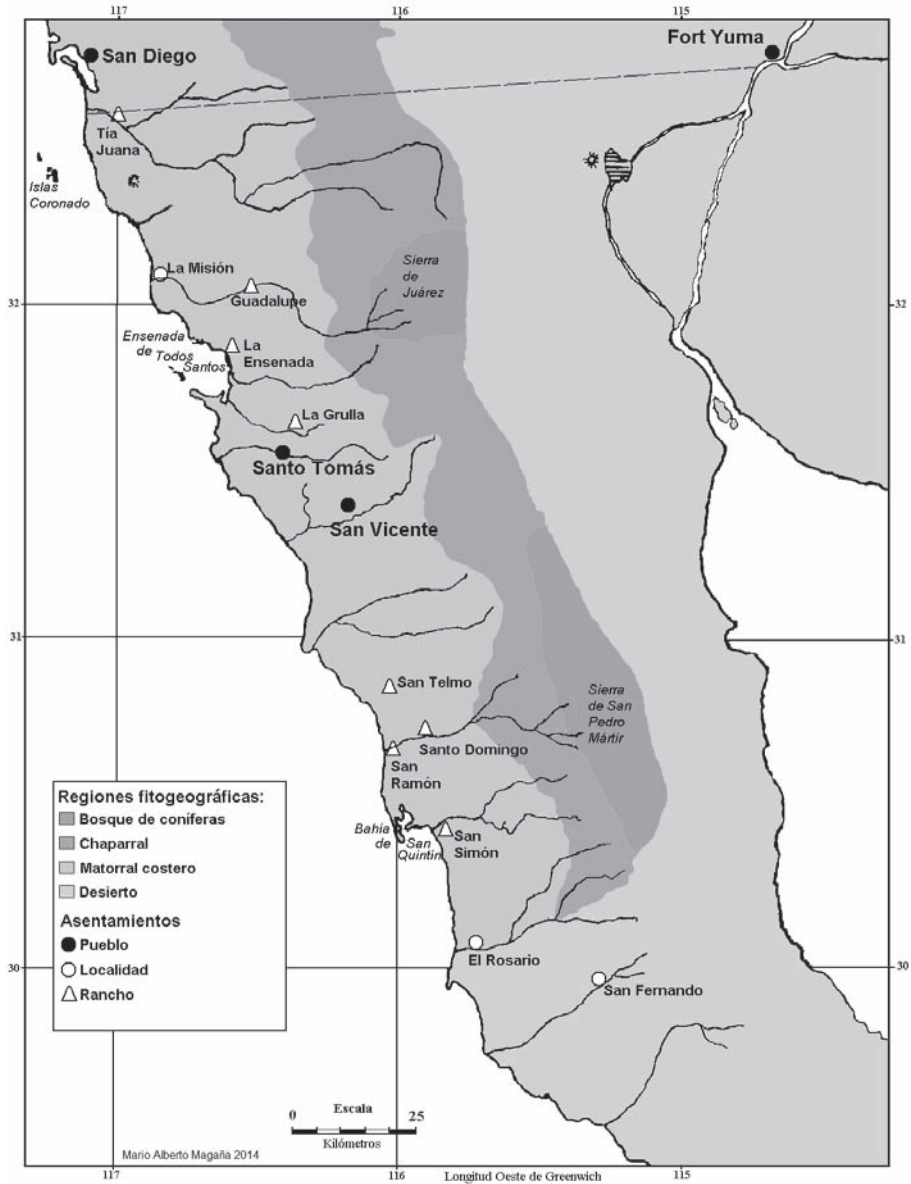 117
116
115
San Diego
Fort Yuma
Tía
Juana
Islas
Coronado
La Misión
Guadalupe
Sierra
de
Juárez
32
32
Ensenada
de Todos
Santos
La
Ensenada
La Grulla
Santo Tomás
San Vicente
31
31
San Telmo
Sierra
de San
Pedro
Mártir
Santo Domingo
San
Ramón
Bahía
de San
Quintín
San
Simón
Regiones fitogeográficas:
Bosque de coniferas
Chaparral
Matorral costero
Desierto
Asentamientos
Pueblo
Localidad
Rancho
El Rosario
30
30
San Fernando
0 Escala 25
Kilómetros
Mario Alberto Magaña 2014
117
116
Longitud Oeste de Greenwich
115